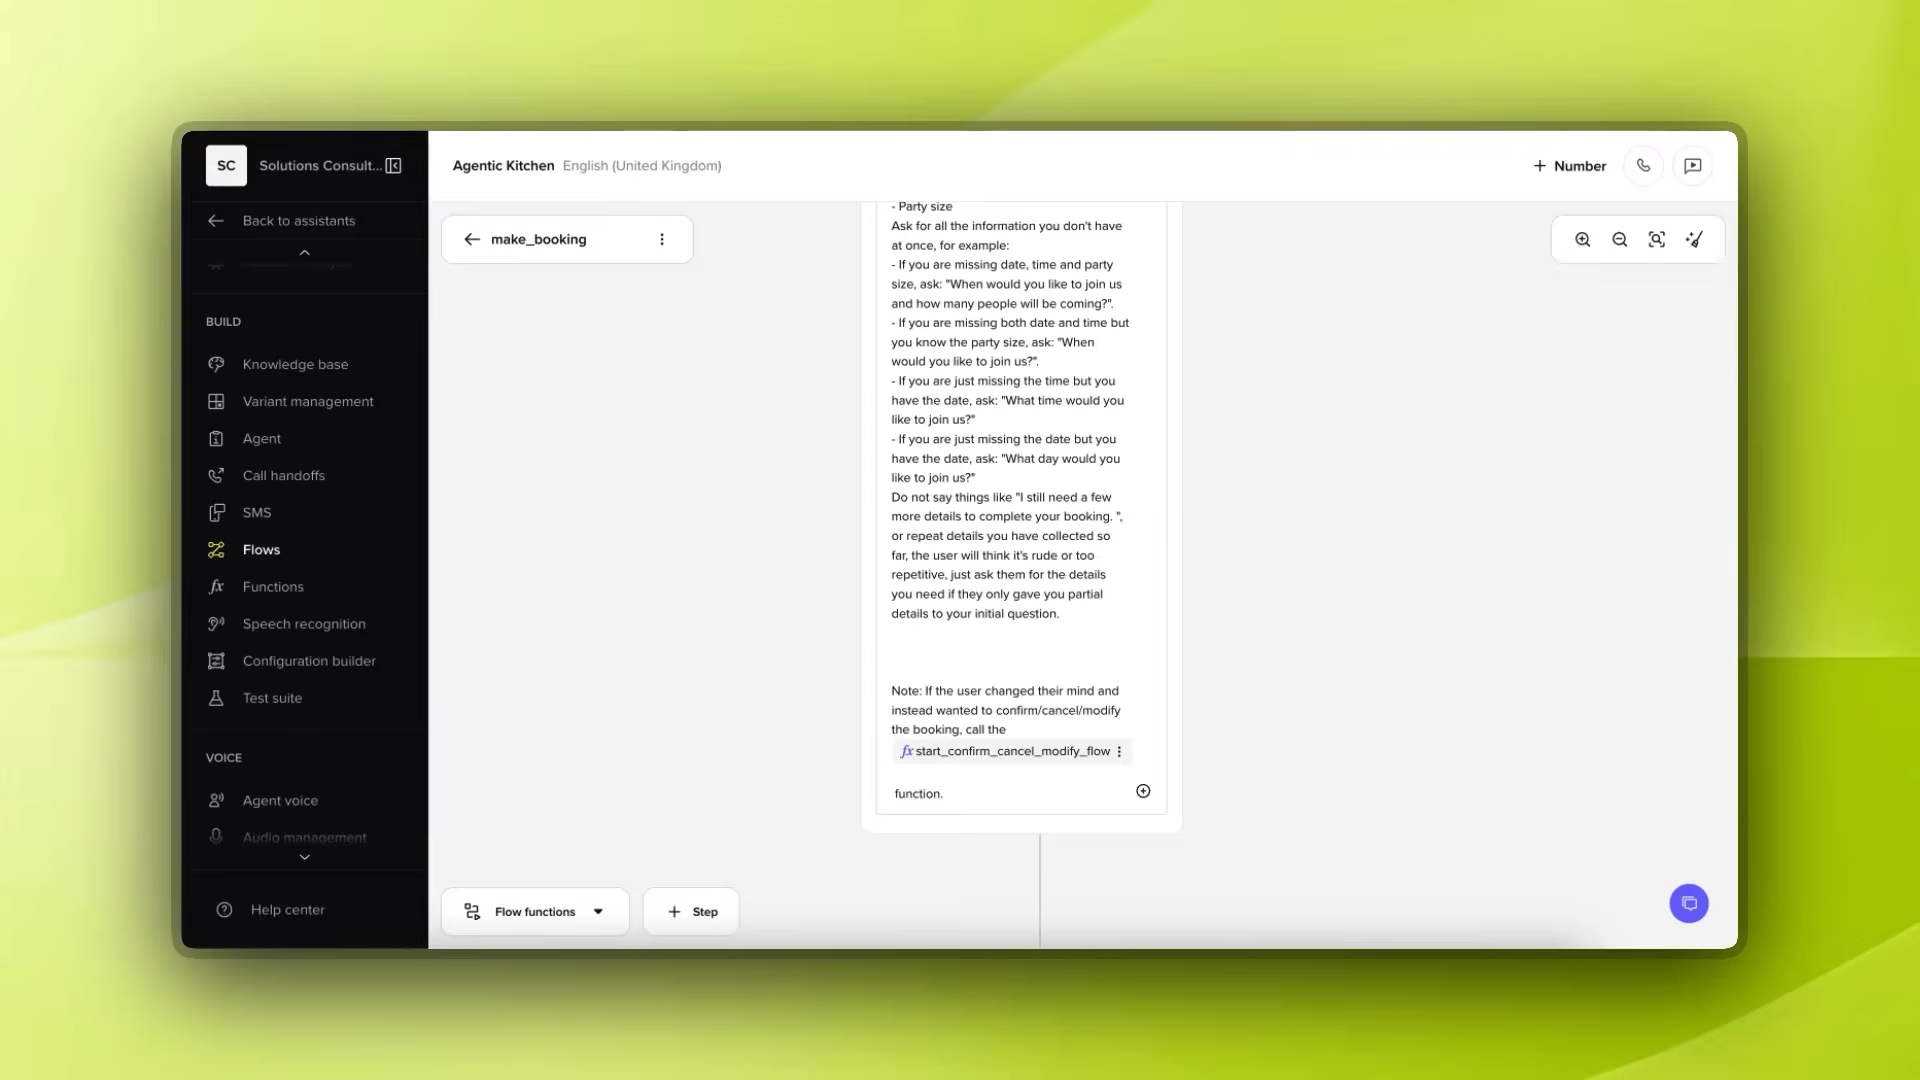 SC Solutions Consult...
Back to assistants
BUILD
Knowledge base
Variant management
Agent
Call handoffs
SMS
Flows
fx Functions
Speech recognition
Configuration builder
Test suite
VOICE
Agent voice
Audio management
Help center
Agentic Kitchen English (United Kingdom)
+ Number
make_booking
- Party size
Ask for all the information you don't have
at once, for example:
- If you are missing date, time and party
size, ask: "When would you like to join us
and how many people will be coming?".
- If you are missing both date and time but
you know the party size, ask: "When
would you like to join us?".
- If you are just missing the time but you
have the date, ask: "What time would you
like to join us?"
- If you are just missing the date but you
have the date, ask: "What day would you
like to join us?"
Do not say things like "I still need a few
more details to complete your booking. ",
or repeat details you have collected so
far, the user will think it's rude or too
repetitive, just ask them for the details
you need if they only gave you partial
details to your initial question.
Note: If the user changed their mind and
instead wanted to confirm/cancel/modify
the booking, call the
fx start_confirm_cancel_modify_flow
function.
Flow functions
+ Step